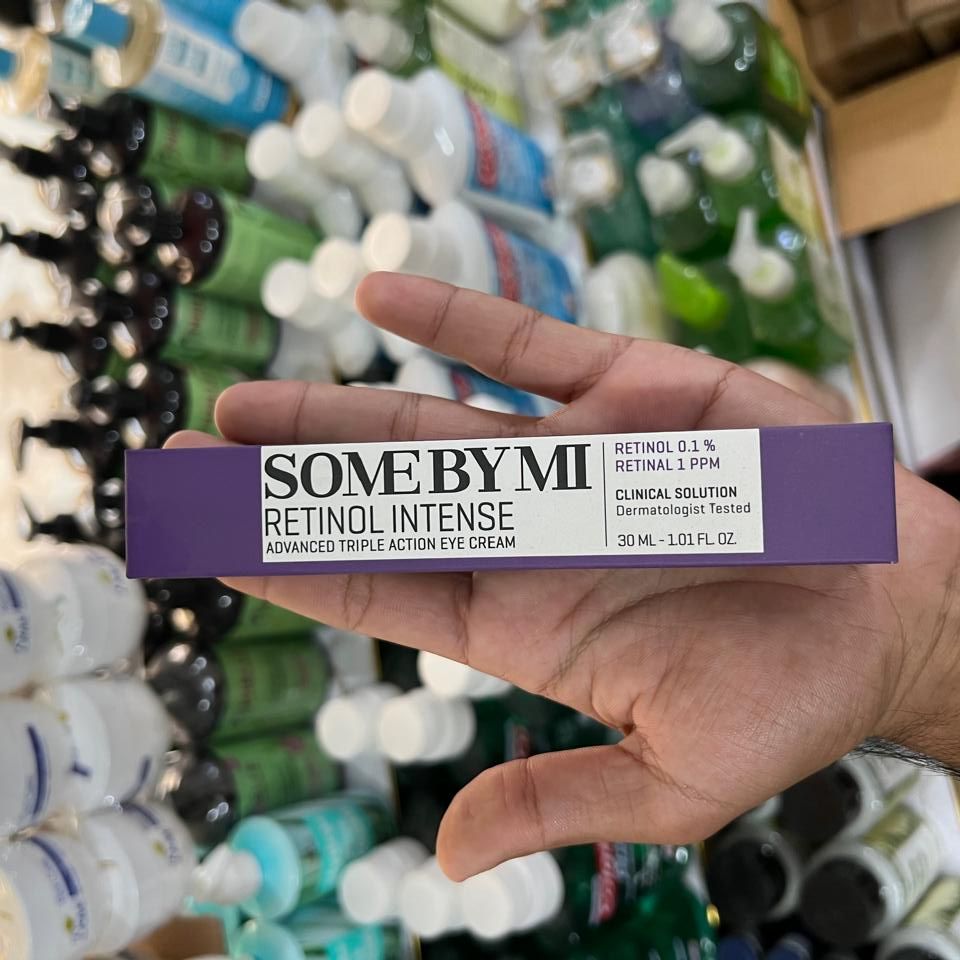 SOME BY MI
RETINOL INTENSE
ADVANCED TRIPLE ACTION EYE CREAM
RETINOL 0.1 %
RETINAL 1 PPM
CLINICAL SOLUTION
Dermatologist Tested
30 ML - 1.01 FL. OZ.